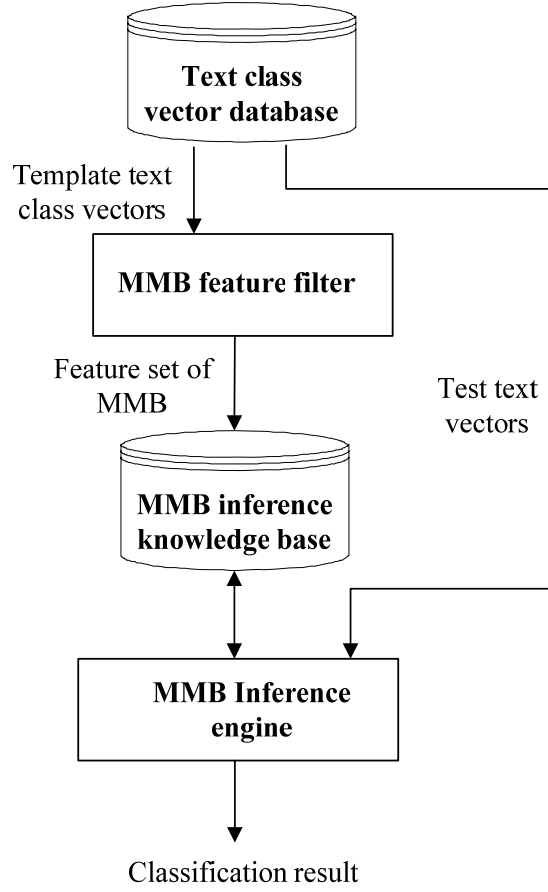 Text class
vector database
Template text
class vectors
MMB feature filter
Feature set of
MMB
Test text
vectors
MMB inference
knowledge base
MMB Inference
engine
Classification result